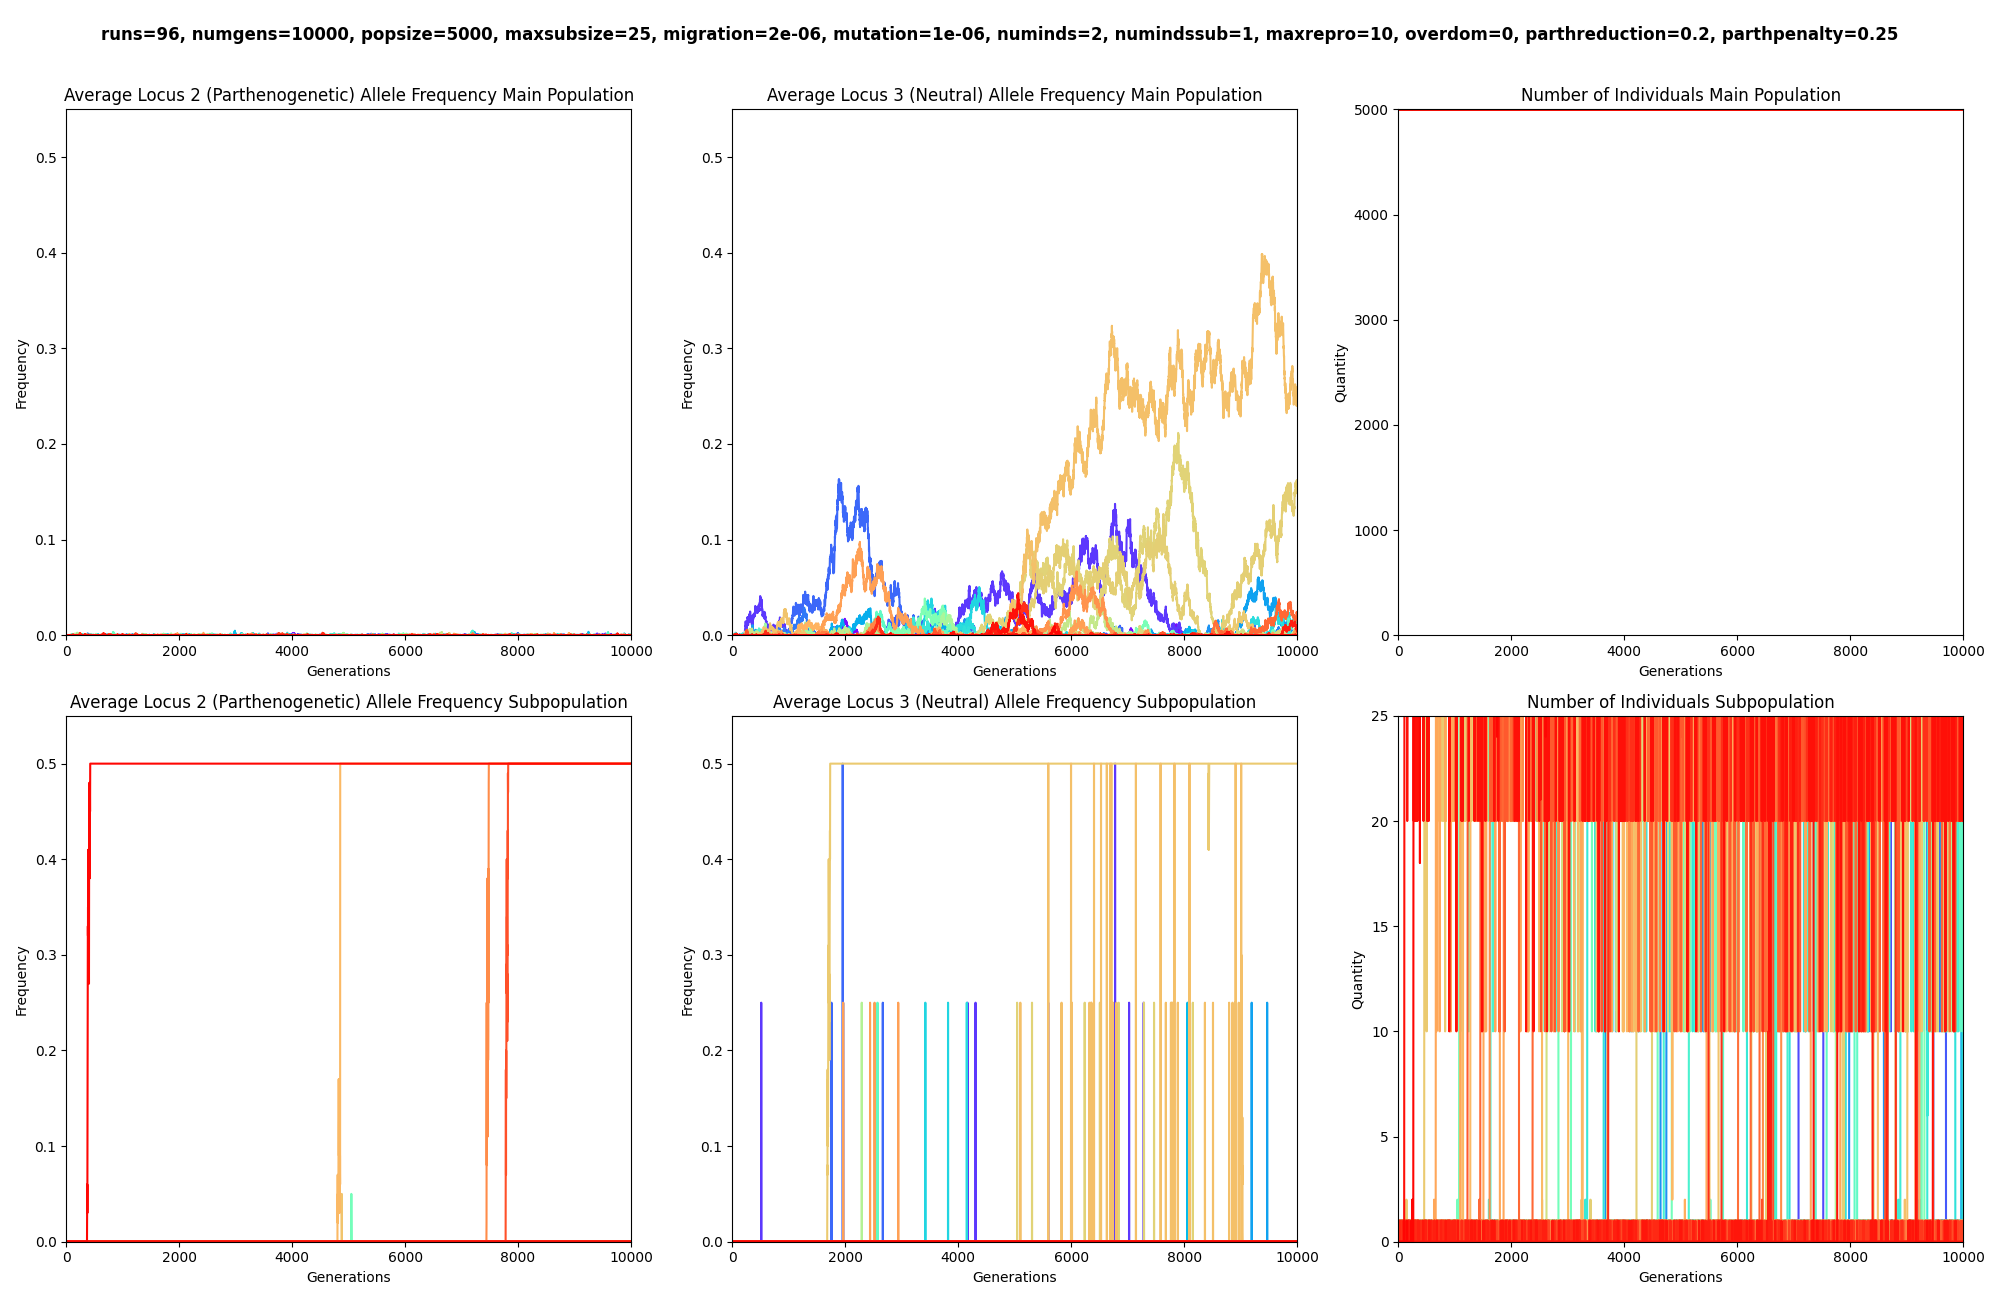 runs=96, numgens=10000, popsize=5000, maxsubsize=25, migration=2e-06, mutation=1e-06, numinds=2, numindssub=1, maxrepro=10, overdom=0, parthreduction=0.2, parthpenalty=0.25
Average Locus 2 (Parthenogenetic) Allele Frequency Main Population
Frequency
0.5
0.4
0.3
0.2
0.1
0.0
0 2000 4000 6000 8000 10000
Generations
Average Locus 3 (Neutral) Allele Frequency Main Population
Frequency
0.5
0.4
0.3
0.2
0.1
0.0
0 2000 4000 6000 8000 10000
Generations
Number of Individuals Main Population
Quantity
5000
4000
3000
2000
1000
0
0 2000 4000 6000 8000 10000
Generations
Average Locus 2 (Parthenogenetic) Allele Frequency Subpopulation
Frequency
0.5
0.4
0.3
0.2
0.1
0.0
0 2000 4000 6000 8000 10000
Generations
Average Locus 3 (Neutral) Allele Frequency Subpopulation
Frequency
0.5
0.4
0.3
0.2
0.1
0.0
0 2000 4000 6000 8000 10000
Generations
Number of Individuals Subpopulation
Quantity
25
20
15
10
5
0
0 2000 4000 6000 8000 10000
Generations